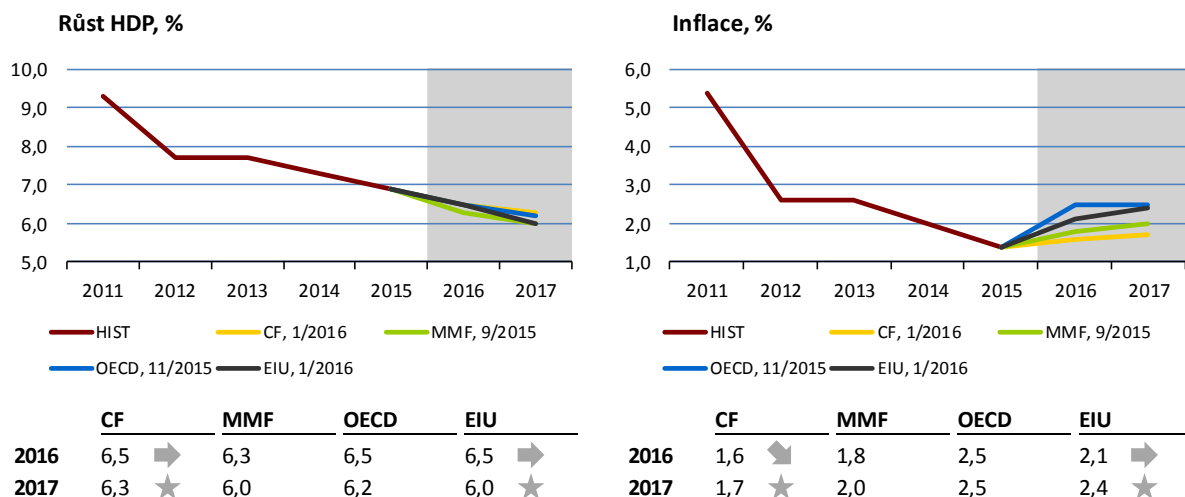 Růst HDP, %
10,0
9,0
8,0
7,0
6,0
5,0
2011 2012 2013 2014 2015 2016 2017
HIST CF, 1/2016 MMF, 9/2015
OECD, 11/2015 EIU, 1/2016
CF MMF OECD EIU
2016 6,5 6,3 6,5 6,5
2017 6,3 6,0 6,2 6,0
Inflace, %
6,0
5,0
4,0
3,0
2,0
1,0
2011 2012 2013 2014 2015 2016 2017
HIST CF, 1/2016 MMF, 9/2015
OECD, 11/2015 EIU, 1/2016
CF MMF OECD EIU
2016 1,6 1,8 2,5 2,1
2017 1,7 2,0 2,5 2,4